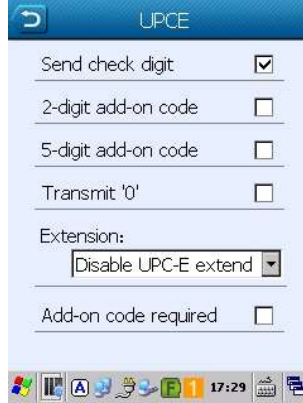 UPCE
Send check digit
2-digit add-on code
5-digit add-on code
Transmit '0'
Extension:
Disable UPC-E extend
Add-on code required
A F 1 17:29